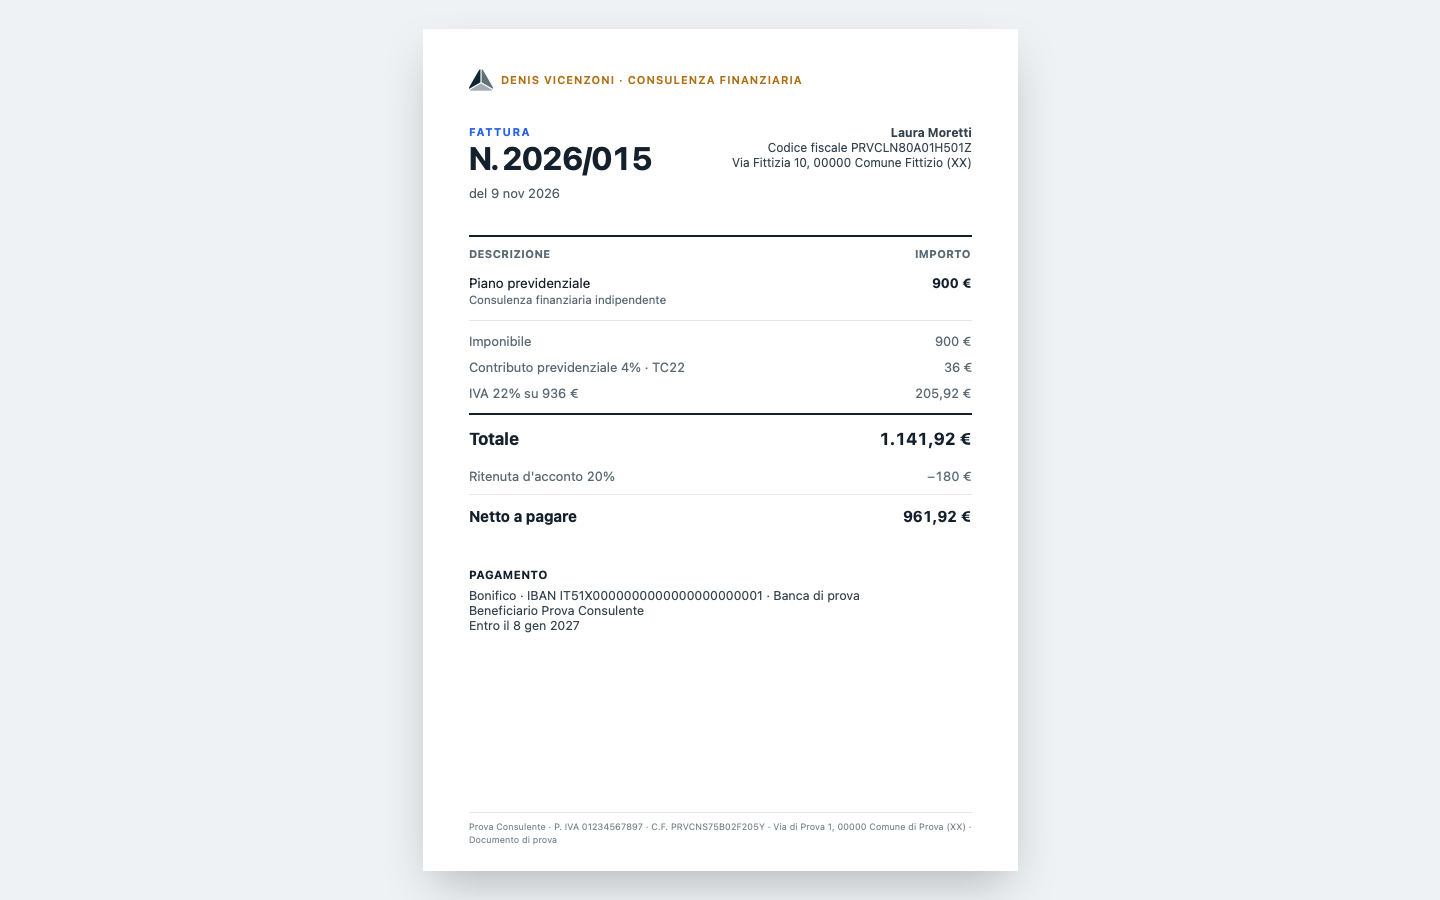 DENIS VICENZONI · CONSULENZA FINANZIARIA
FATTURA
N. 2026/015
del 9 nov 2026
Laura Moretti
Codice fiscale PRVCLN80A01H501Z
Via Fittizia 10, 00000 Comune Fittizio (XX)
DESCRIZIONE IMPORTO
Piano previdenziale 900 €
Consulenza finanziaria indipendente
Imponibile 900 €
Contributo previdenziale 4% · TC22 36 €
IVA 22% su 936 € 205,92 €
Totale 1.141,92 €
Ritenuta d'acconto 20% −180 €
Netto a pagare 961,92 €
PAGAMENTO
Bonifico · IBAN IT51X0000000000000000000001 · Banca di prova
Beneficiario Prova Consulente
Entro il 8 gen 2027
Prova Consulente · P. IVA 01234567897 · C.F. PRVCNS75B02F205Y · Via di Prova 1, 00000 Comune di Prova (XX) ·
Documento di prova